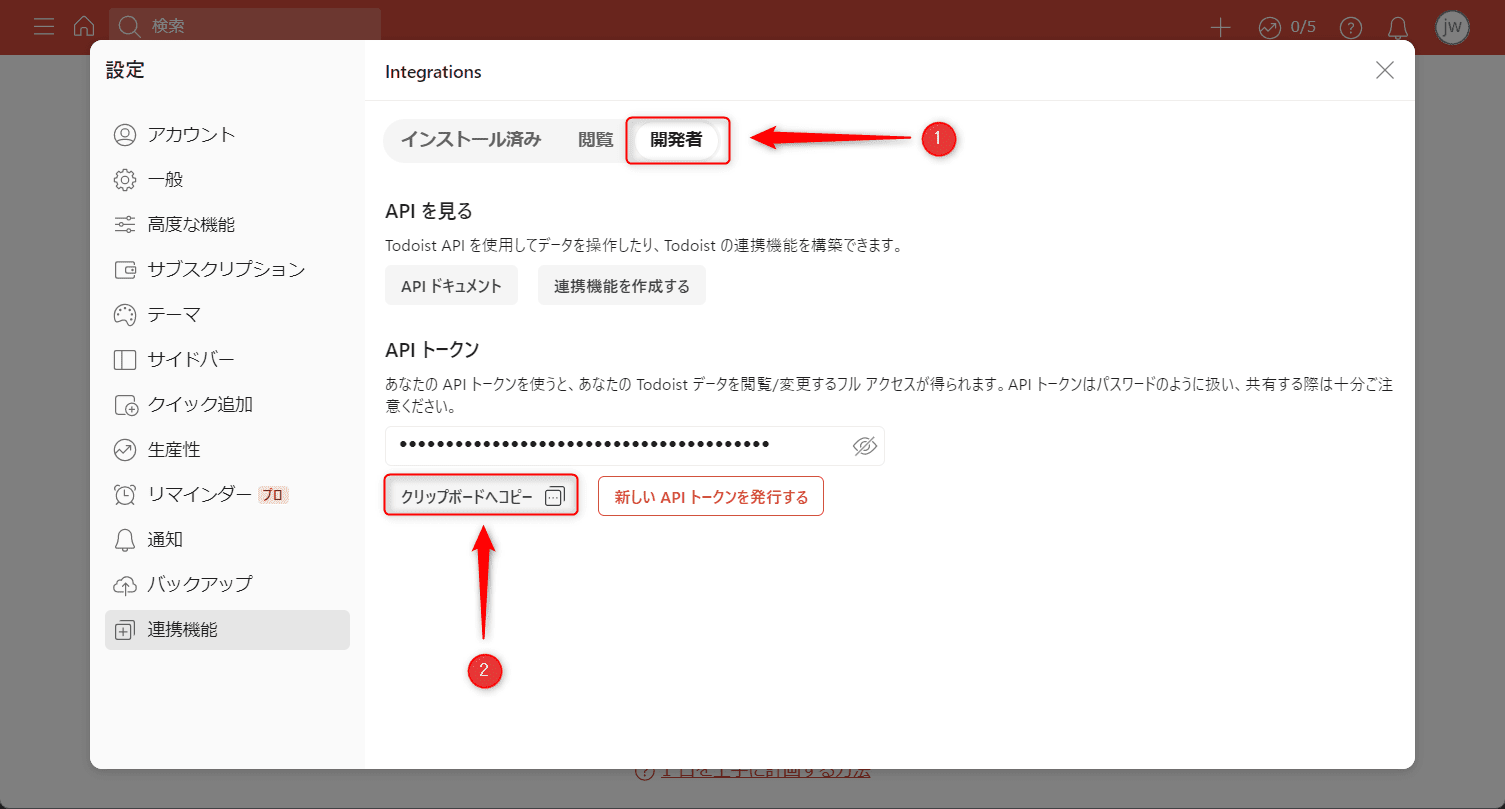 検索
0/5
jw
設定
アカウント
一般
高度な機能
サブスクリプション
テーマ
サイドバー
クイック追加
生産性
リマインダー プロ
通知
バックアップ
連携機能
Integrations
インストール済み 閲覧 開発者
1
API を見る
Todoist API を使用してデータを操作したり、Todoist の連携機能を構築できます。
API ドキュメント 連携機能を作成する
API トークン
あなたの API トークンを使うと、あなたの Todoist データを閲覧/変更するフル アクセスが得られます。API トークンはパスワードのように扱い、共有する際は十分ご注
意ください。
••••••••••••••••••••••••••••••••••••••••
クリップボードへコピー 新しい API トークンを発行する
2
1 日を上手に計画する方法